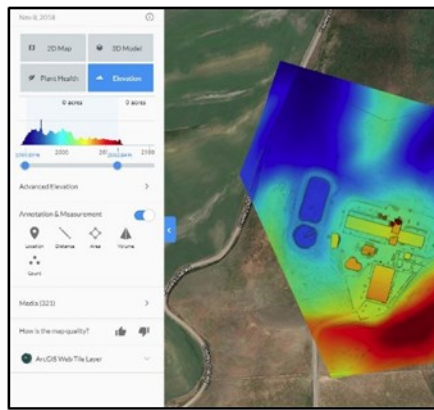 Nov 8, 2018
2D Map
3D Model
Plant Health
Elevation
0 acres
0 acres
2000
2100
Advanced Elevation
Annotation & Measurement
Location
Distance
Area
Volume
Count
Media (321)
How is the map quality?
ArcGIS Web Tile Layer